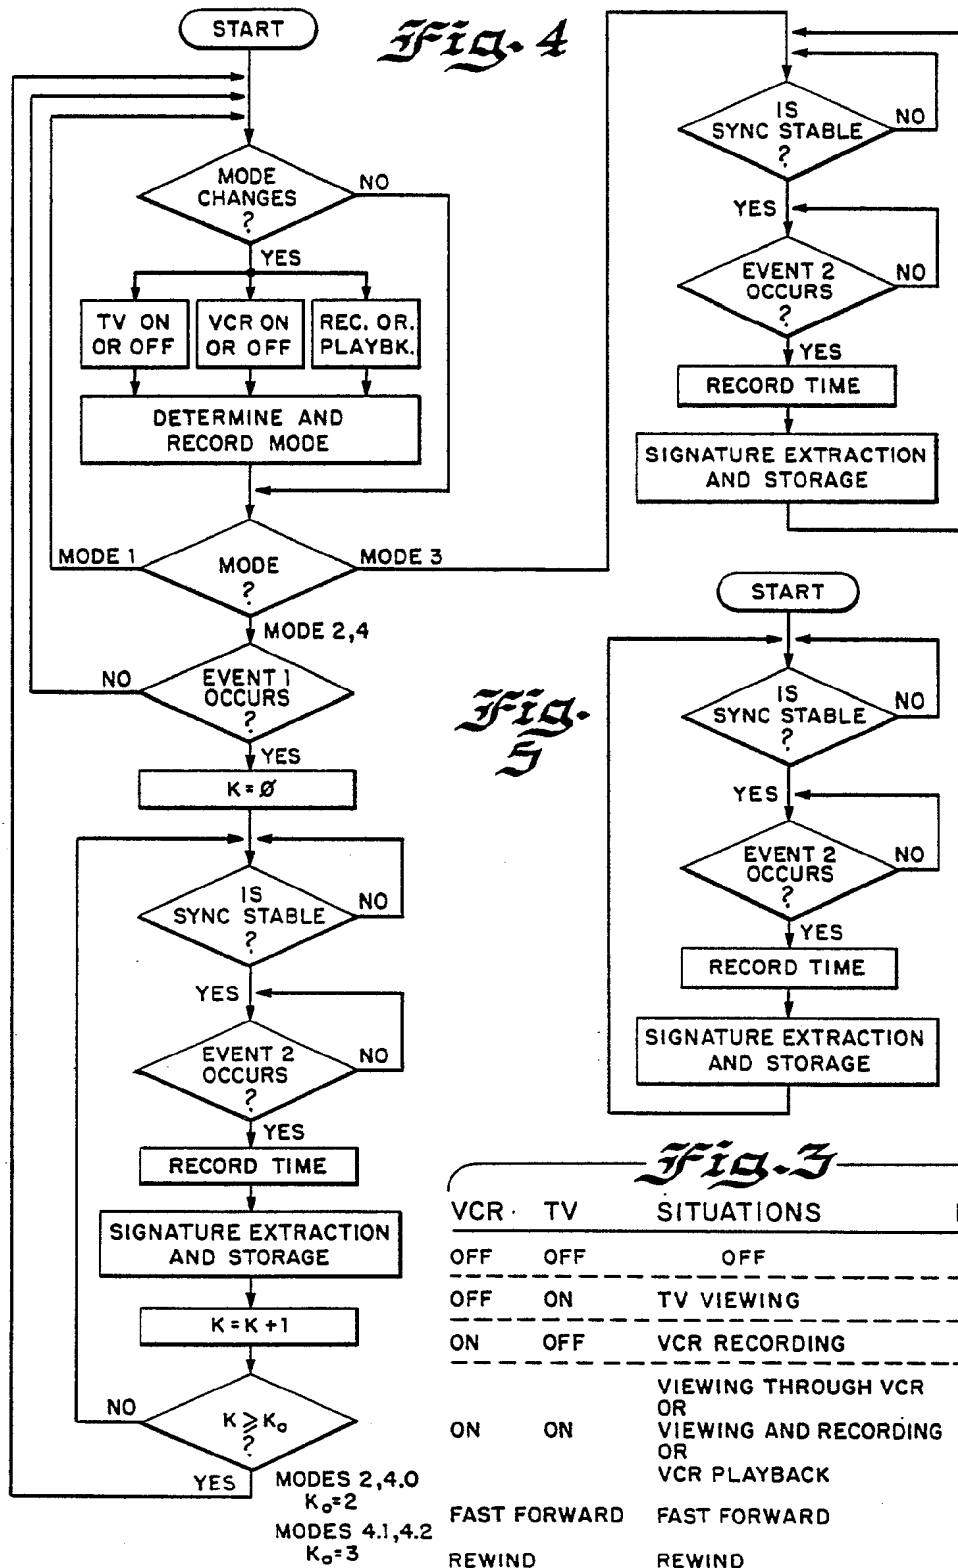 Fig. 4
START
MODE
CHANGES
?
NO
YES
TV ON
OR OFF
VCR ON
OR OFF
REC. OR.
PLAYBK.
DETERMINE AND
RECORD MODE
MODE 1
MODE
?
MODE 3
MODE 2,4
NO
EVENT 1
OCCURS
?
YES
K=Ø
IS
SYNC STABLE
?
NO
YES
EVENT 2
OCCURS
?
NO
YES
RECORD TIME
SIGNATURE EXTRACTION
AND STORAGE
K=K+1
NO
K≥K₀
?
YES
MODES 2,4.0
K₀=2
MODES 4.1,4.2
K₀=3
IS
SYNC STABLE
?
NO
YES
EVENT 2
OCCURS
?
NO
YES
RECORD TIME
SIGNATURE EXTRACTION
AND STORAGE
Fig.
5
START
IS
SYNC STABLE
?
NO
YES
EVENT 2
OCCURS
?
NO
YES
RECORD TIME
SIGNATURE EXTRACTION
AND STORAGE
Fig. 3
VCR TV SITUATIONS
OFF OFF OFF
OFF ON TV VIEWING
ON OFF VCR RECORDING
VIEWING THROUGH VCR
OR
ON ON VIEWING AND RECORDING
OR
VCR PLAYBACK
FAST FORWARD FAST FORWARD
REWIND REWIND